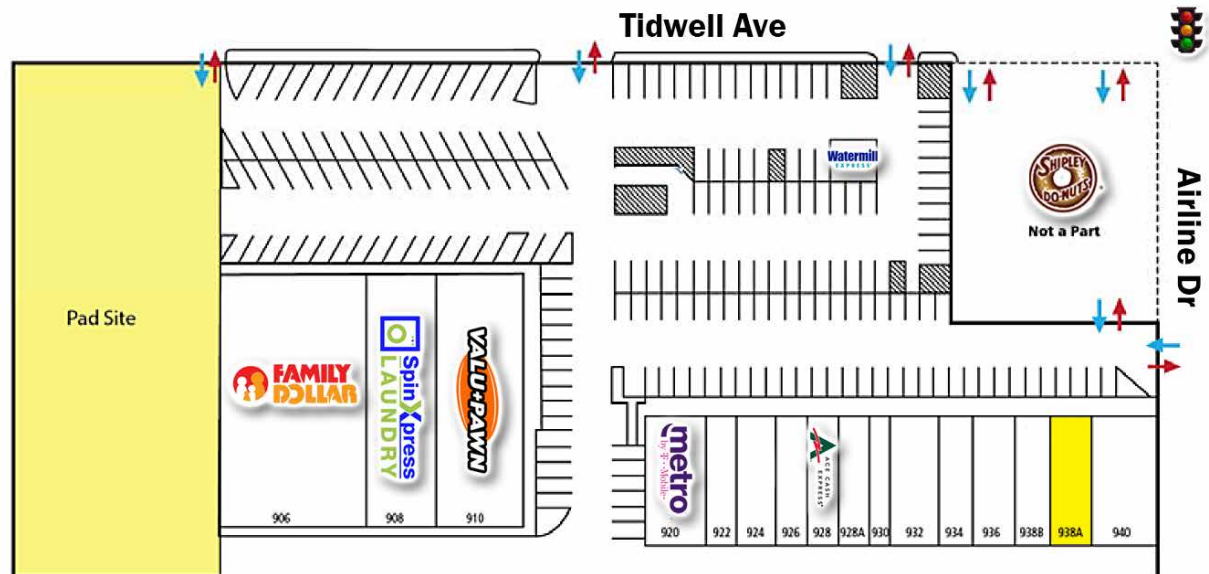 Tidwell Ave
Watermill
EXPRESS
SHIPLEY
DO-NUTS
Not a Part
Airline Dr
Pad Site
FAMILY
DOLLAR
SpinXpress
LAUNDRY
VALU+PAWN
metro
by T-Mobile
ACE CASH
EXPRESS
906
908
910
920
922
924
926
928
928A
930
932
934
936
938B
938A
940